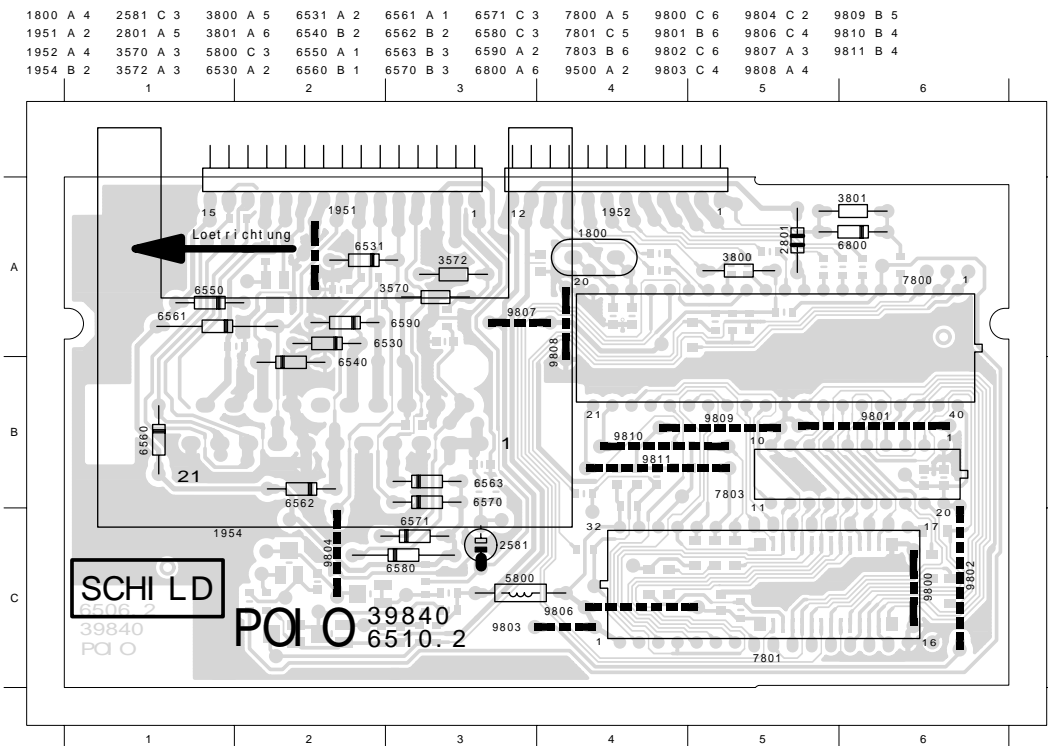 1800 A 4 2581 C 3 3800 A 5 6531 A 2 6561 A 1 6571 C 3 7800 A 5 9800 C 6 9804 C 2 9809 B 5
1951 A 2 2801 A 5 3801 A 6 6540 B 2 6562 B 2 6580 C 3 7801 C 5 9801 B 6 9806 C 4 9810 B 4
1952 A 4 3570 A 3 5800 C 3 6550 A 1 6563 B 3 6590 A 2 7803 B 6 9802 C 6 9807 A 3 9811 B 4
1954 B 2 3572 A 3 6530 A 2 6560 B 1 6570 B 3 6800 A 6 9500 A 2 9803 C 4 9808 A 4
1 2 3 4 5 6
15 1951 1 12 1952 1 3801
Loetrichtung 1800 2801
A 6531 3572 3800 6800
6550 3570 20 7800 1
6561 6590 9807
6530 9808
6540
21 9809 9801 40
B 6560 1 9810 10 1
21 9811
6563 7803
6562 6570 11
1954 6571 32 20
17
9804 2581
6580
C SCHILD 5800 9800 9802
6506.2 9806
39840 POLO 39840 9803
POLO 6510.2 1 16
7801
1 2 3 4 5 6